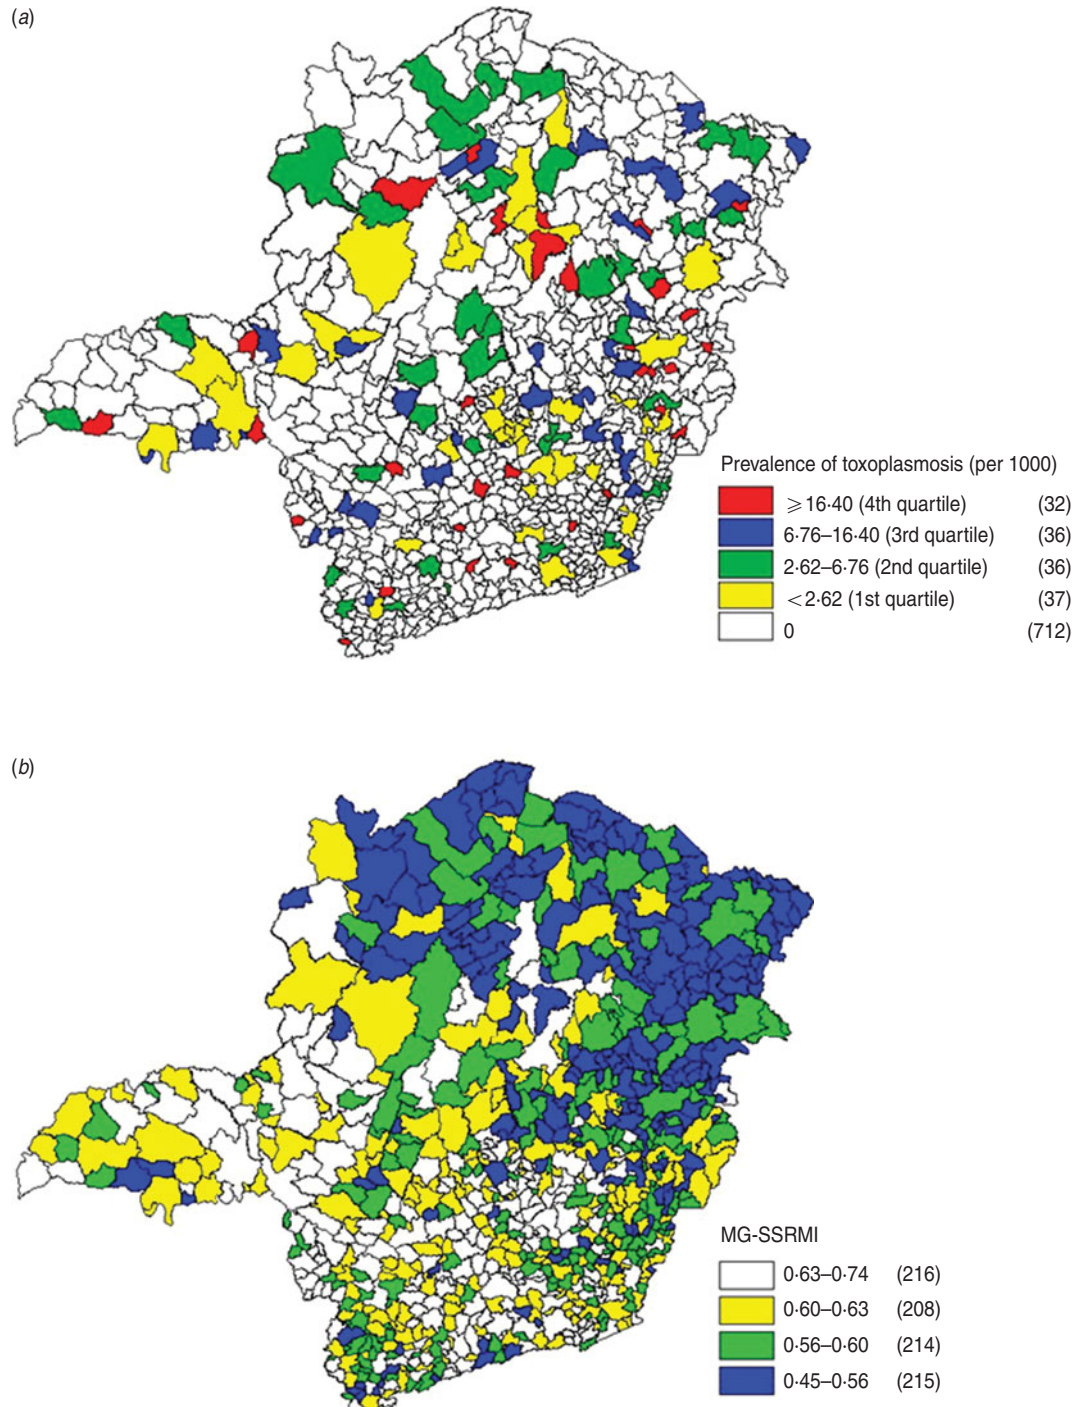 (a)
Prevalence of toxoplasmosis (per 1000)
⩾16·40 (4th quartile) (32)
6·76–16·40 (3rd quartile) (36)
2·62–6·76 (2nd quartile) (36)
<2·62 (1st quartile) (37)
0 (712)
(b)
MG-SSRMI
0·63–0·74 (216)
0·60–0·63 (208)
0·56–0·60 (214)
0·45–0·56 (215)